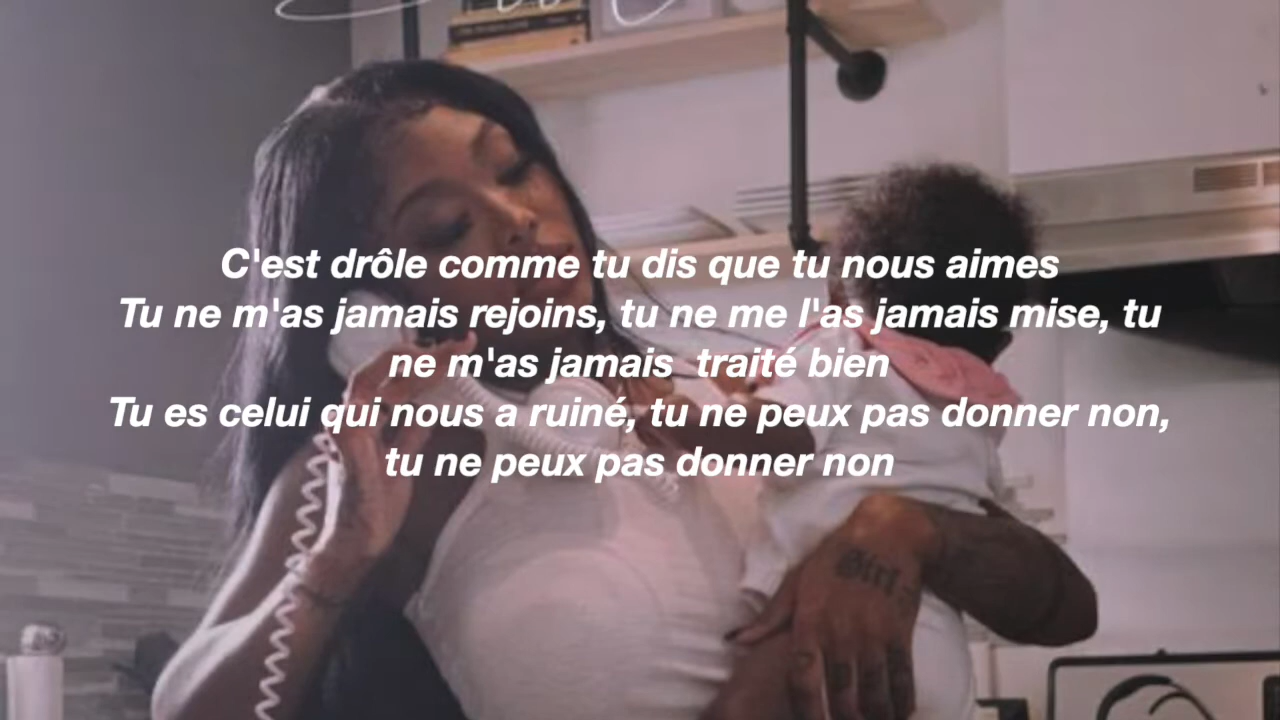 C'est drôle comme tu dis que tu nous aimes
Tu ne m'as jamais rejoins, tu ne me l'as jamais mise, tu
ne m'as jamais  traité bien
Tu es celui qui nous a ruiné, tu ne peux pas donner non,
tu ne peux pas donner non
Girl